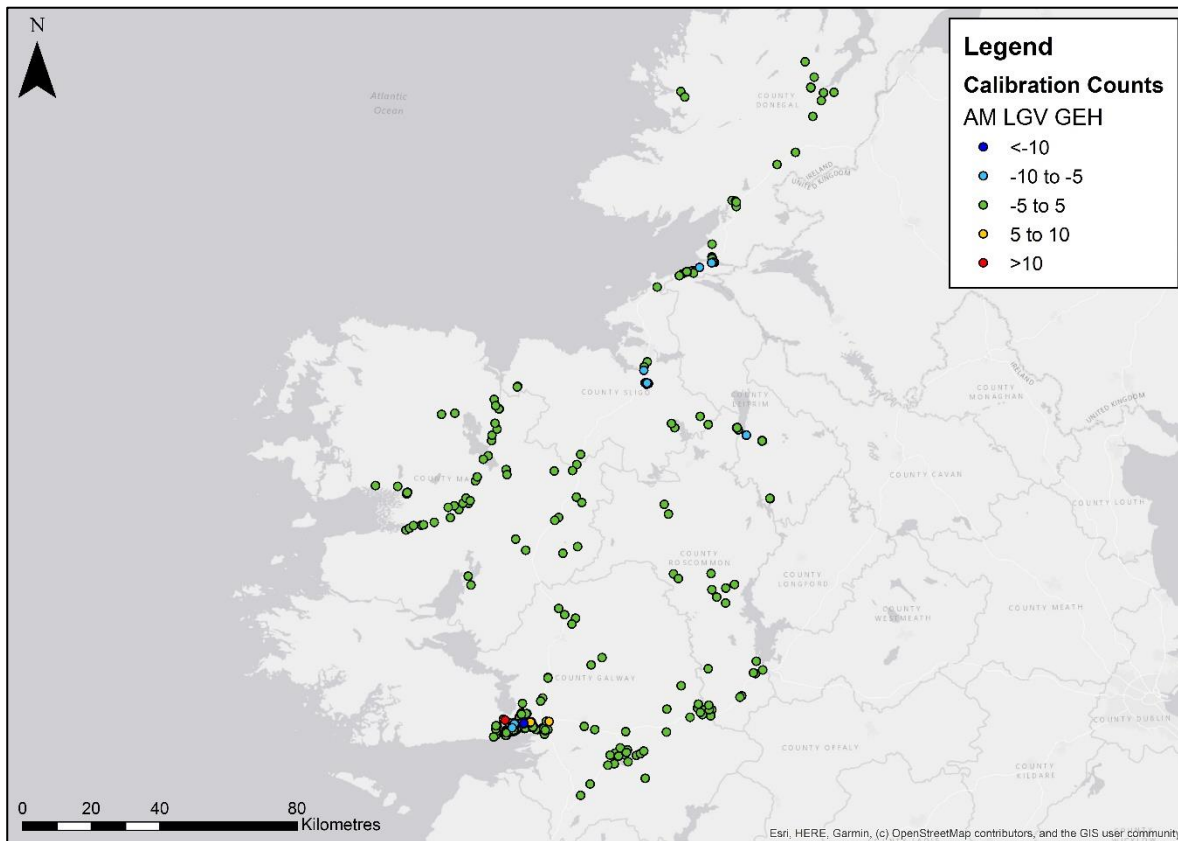 N
Atlantic
Ocean
COUNTY
DONEGAL
IRELAND
UNITED KINGDOM
COUNTY SLIGO
COUNTY
LEITRIM
COUNTY
MONAGHAN
IRELAND
UNITED KINGDOM
COUNTY MA
COUNTY CAVAN
COUNTY LOUTH
COUNTY
ROSCOMMON
COUNTY
LONGFORD
COUNTY
WESTMEATH
COUNTY MEATH
COUNTY GALWAY
COUNTY DUBLIN
COUNTY OFFALY
COUNTY
KILDARE
Legend
Calibration Counts
AM LGV GEH
<-10
-10 to -5
-5 to 5
5 to 10
>10
0 20 40 80
Kilometres
Esri, HERE, Garmin, (c) OpenStreetMap contributors, and the GIS user community